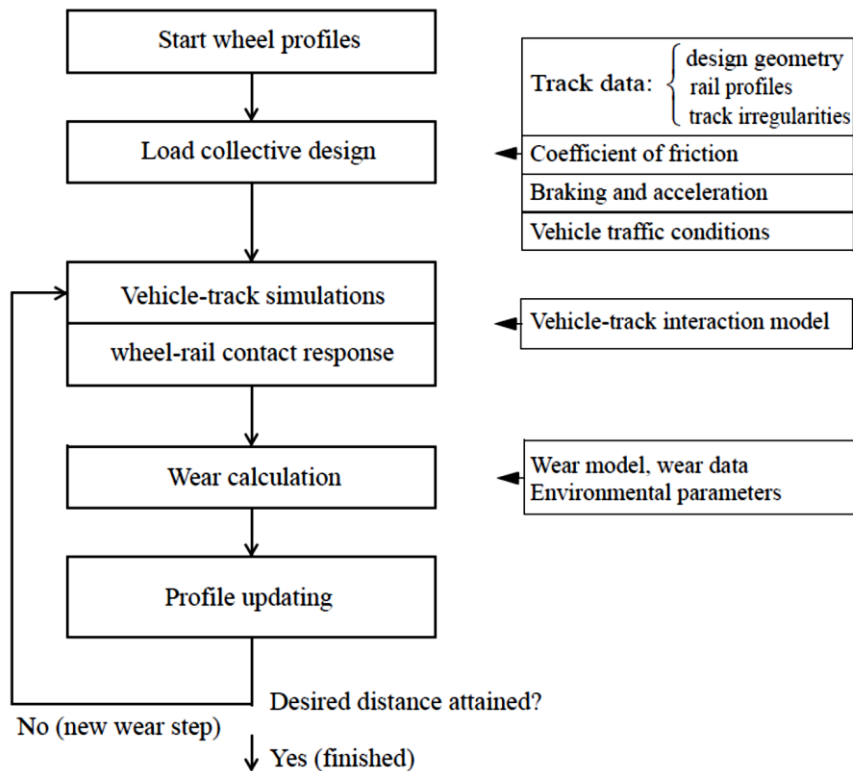 Start wheel profiles
Load collective design
Track data:
design geometry
rail profiles
track irregularities
Coefficient of friction
Braking and acceleration
Vehicle traffic conditions
Vehicle-track simulations
wheel-rail contact response
Vehicle-track interaction model
Wear calculation
Wear model, wear data
Environmental parameters
Profile updating
Desired distance attained?
No (new wear step)
Yes (finished)